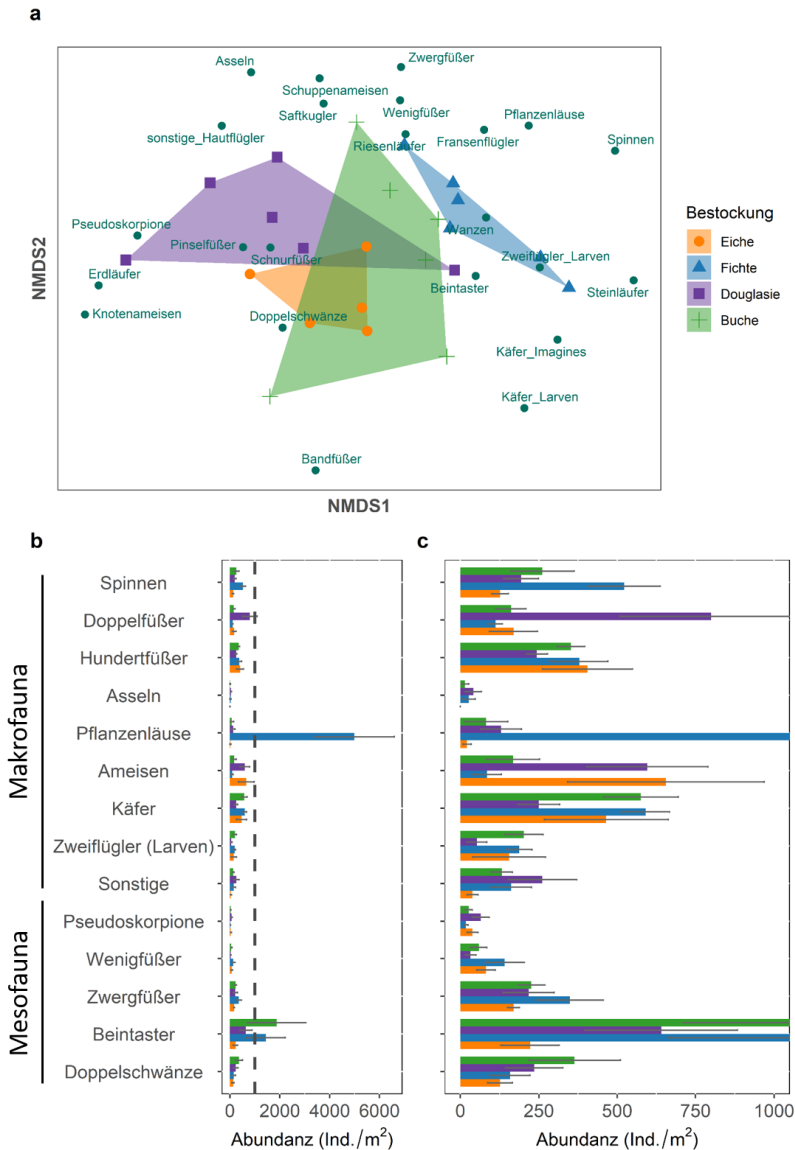 a
Zwergfüßer
Asseln
Schuppenameisen
Saftkugler
Wenigfüßer
Pflanzenläuse
sonstige_Hautflügler
Riesenläufer
Fransenflügler
Spinnen
Bestockung
Eiche
Fichte
Douglasie
Buche
Pseudoskorpione
Pinselfüßer
Wanzen
Schnurfüßer
Zweiflügler_Larven
Erdläufer
Beintaster
Steinläufer
Knotenameisen
Doppelschwänze
Käfer_Imagines
Käfer_Larven
Bandfüßer
NMDS2
NMDS1
b
c
Makrofauna
Spinnen
Doppelfüßer
Hundertfüßer
Asseln
Pflanzenläuse
Ameisen
Käfer
Zweiflügler (Larven)
Sonstige
Mesofauna
Pseudoskorpione
Wenigfüßer
Zwergfüßer
Beintaster
Doppelschwänze
0 2000 4000 6000
Abundanz (Ind./m²)
0 250 500 750 1000
Abundanz (Ind./m²)